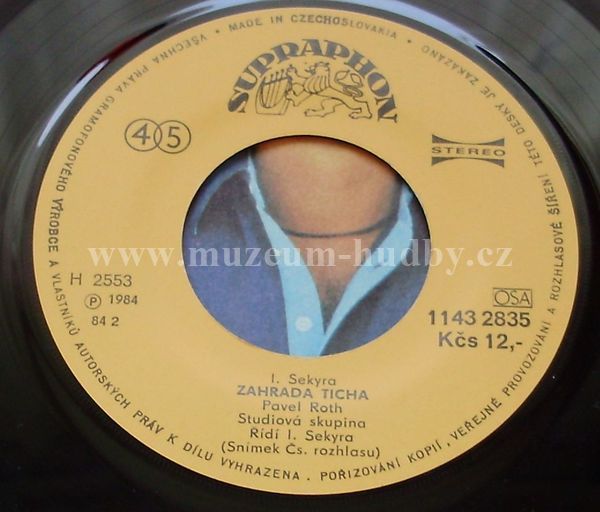 VŠECHNA PRÁVA GRAMOFONOVÉHO VÝROBCE A VLASTNÍKŮ AUTORSKÝCH PRÁV K DÍLU VYHRAZENA. POŘIZOVÁNÍ KOPIÍ, VEŘEJNÉ PROVOZOVÁNÍ A ROZHLASOVÉ ŠÍŘENÍ TÉTO DESKY JE ZAKÁZÁNO
MADE IN CZECHOSLOVAKIA
SUPRAPHON
45
STEREO
www.muzeum-hudby.cz
H 2553
Ⓟ 1984
84 2
OSA
1143 2835
Kčs 12,-
I. Sekyra
ZAHRADA TICHA
Pavel Roth
Studiová skupina
Řídí I. Sekyra
(Snímek Čs. rozhlasu)